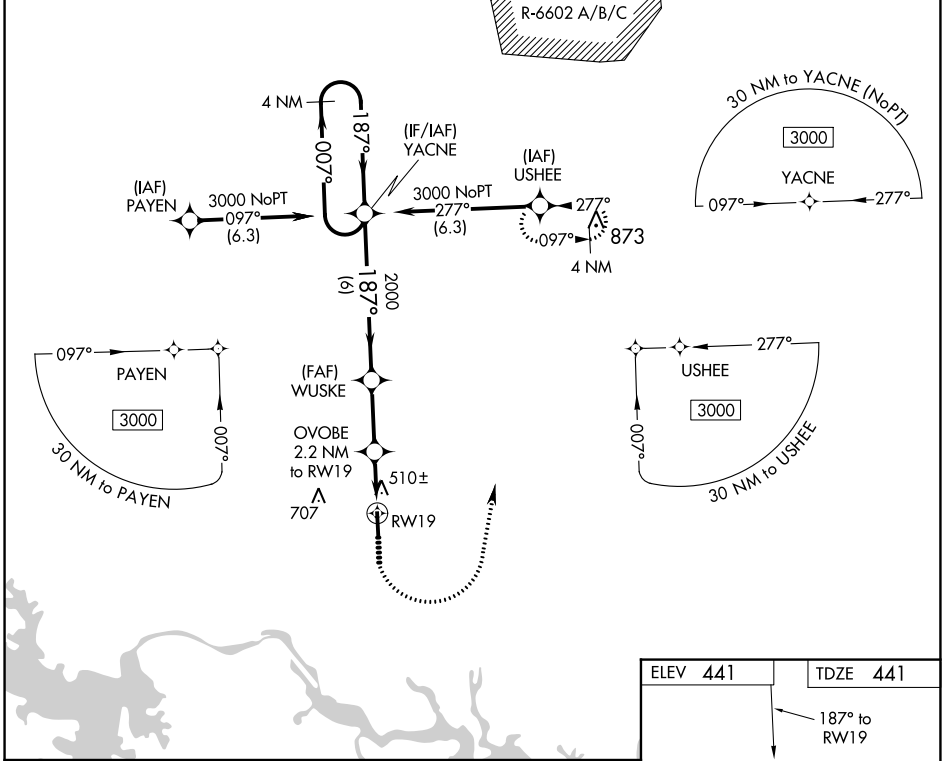 R-6602 A/B/C
4 NM
187°
007°
(IF/IAF)
YACNE
(IAF)
USHEE
(IAF)
PAYEN
3000 NoPT
097°
(6.3)
3000 NoPT
277°
(6.3)
277°
097°
873
4 NM
30 NM to YACNE (NoPT)
3000
YACNE
097°
277°
2000
187°
(6)
097°
PAYEN
3000
007°
30 NM to PAYEN
(FAF)
WUSKE
OVOBE
2.2 NM
to RW19
510±
707
RW19
277°
USHEE
3000
007°
30 NM to USHEE
ELEV 441
TDZE 441
187° to
RW19